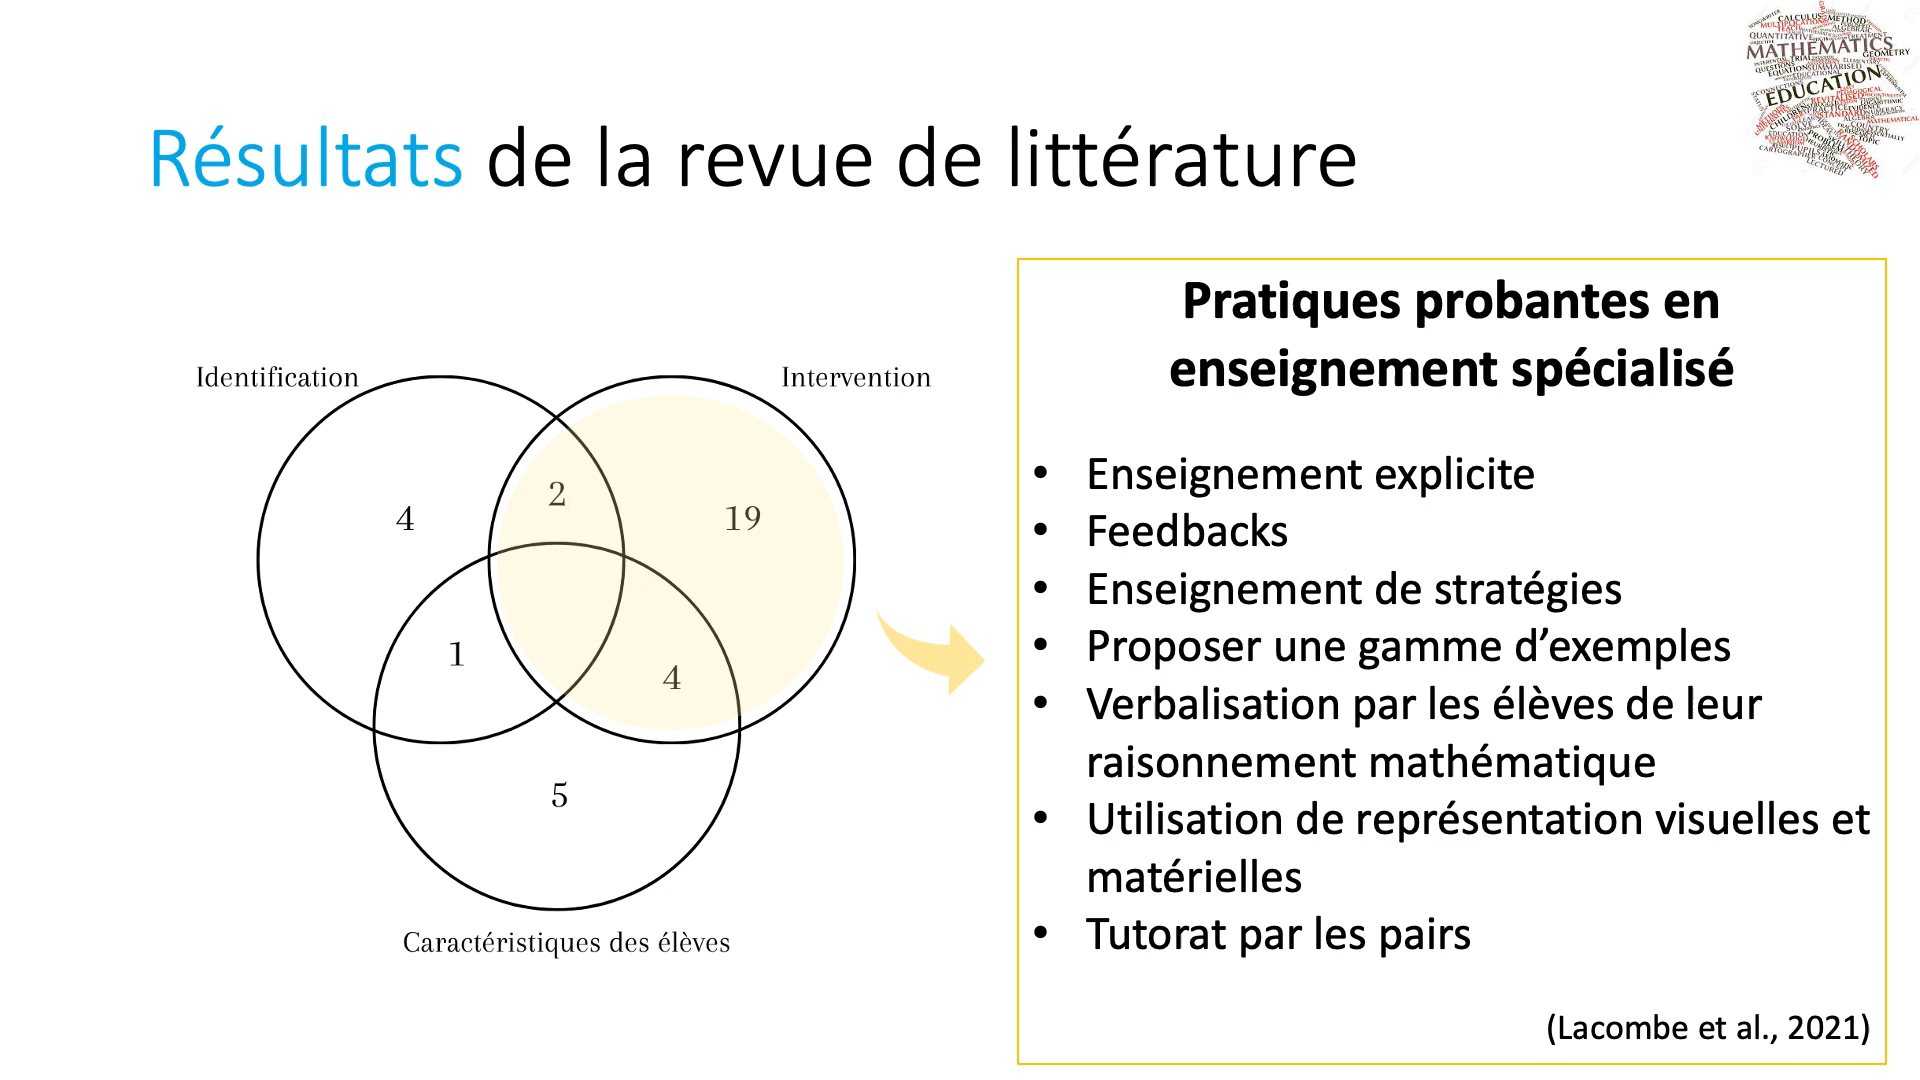 Résultats de la revue de littérature
MATHEMATICS
EDUCATION
Identification
Intervention
4
2
19
1
4
5
Caractéristiques des élèves
Pratiques probantes en
enseignement spécialisé
• Enseignement explicite
• Feedbacks
• Enseignement de stratégies
• Proposer une gamme d’exemples
• Verbalisation par les élèves de leur
raisonnement mathématique
• Utilisation de représentation visuelles et
matérielles
• Tutorat par les pairs
(Lacombe et al., 2021)